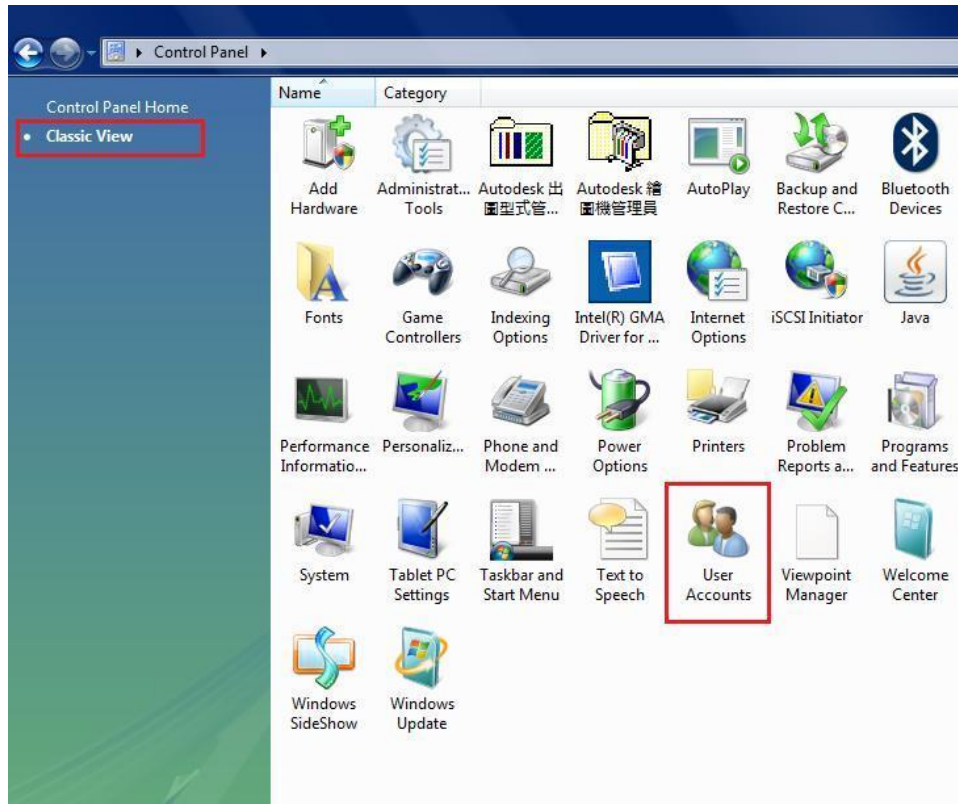 Control Panel
Control Panel Home
Classic View
Name Category
Add Hardware
Administrat... Tools
Autodesk 出圖型式管...
Autodesk 繪圖機管理員
AutoPlay
Backup and Restore C...
Bluetooth Devices
Fonts
Game Controllers
Indexing Options
Intel(R) GMA Driver for ...
Internet Options
iSCSI Initiator
Java
Performance Informatio...
Personaliz...
Phone and Modem ...
Power Options
Printers
Problem Reports a...
Programs and Features
System
Tablet PC Settings
Taskbar and Start Menu
Text to Speech
User Accounts
Viewpoint Manager
Welcome Center
Windows SideShow
Windows Update